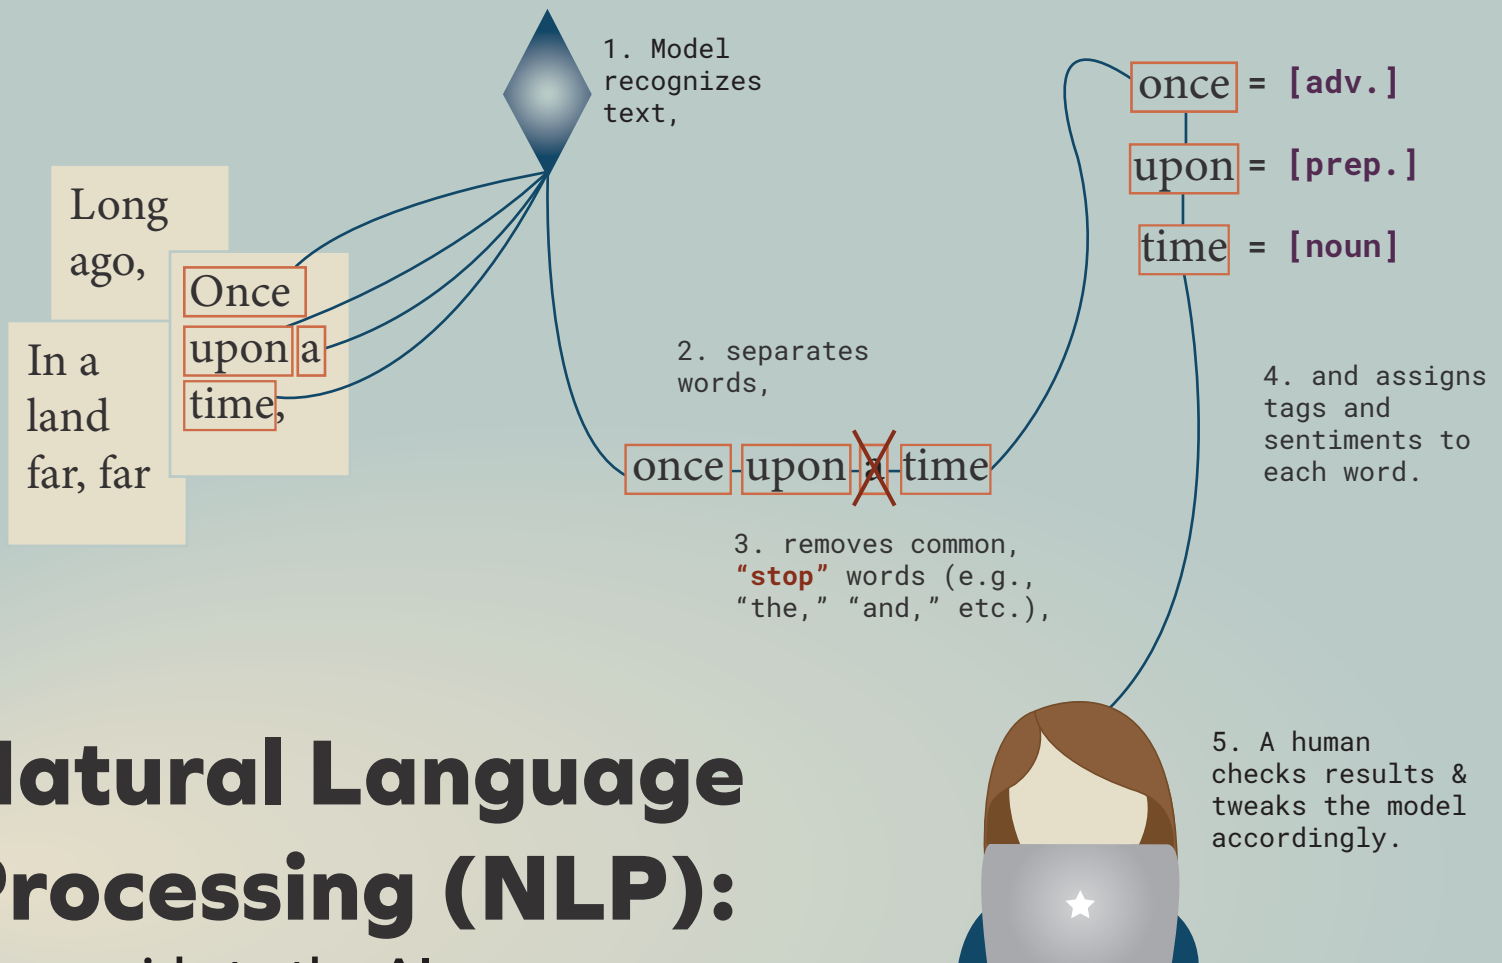 1. Model
recognizes
text,
Long
ago,
Once
upon a
time,
In a
land
far, far
2. separates
words,
once upon a time
3. removes common,
“stop” words (e.g.,
“the,” “and,” etc.),
once = [adv.]
upon = [prep.]
time = [noun]
4. and assigns
tags and
sentiments to
each word.
5. A human
checks results &
tweaks the model
accordingly.
Natural Language
Processing (NLP):